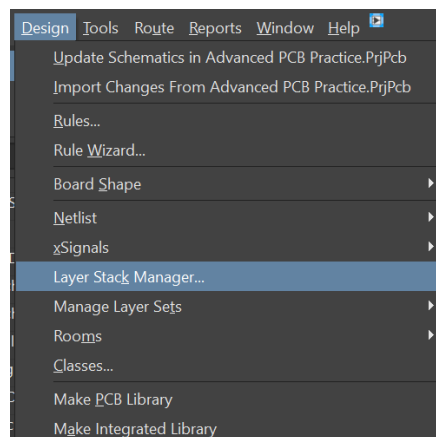 Design Tools Route Reports Window Help
Update Schematics in Advanced PCB Practice.PrjPcb
Import Changes From Advanced PCB Practice.PrjPcb
Rules...
Rule Wizard...
Board Shape
Netlist
xSignals
Layer Stack Manager...
Manage Layer Sets
Rooms
Classes...
Make PCB Library
Make Integrated Library